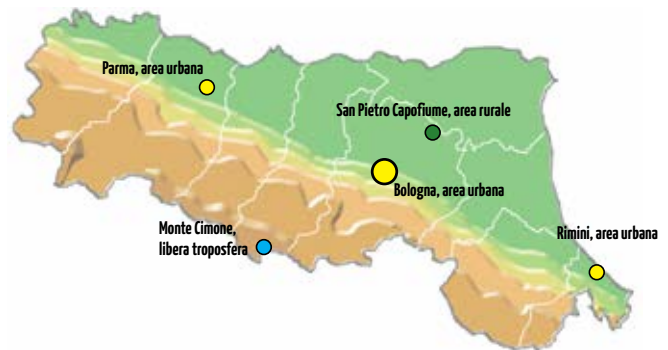 Parma, area urbana
San Pietro Capofiume, area rurale
Bologna, area urbana
Monte Cimone,
libera troposfera
Rimini, area urbana